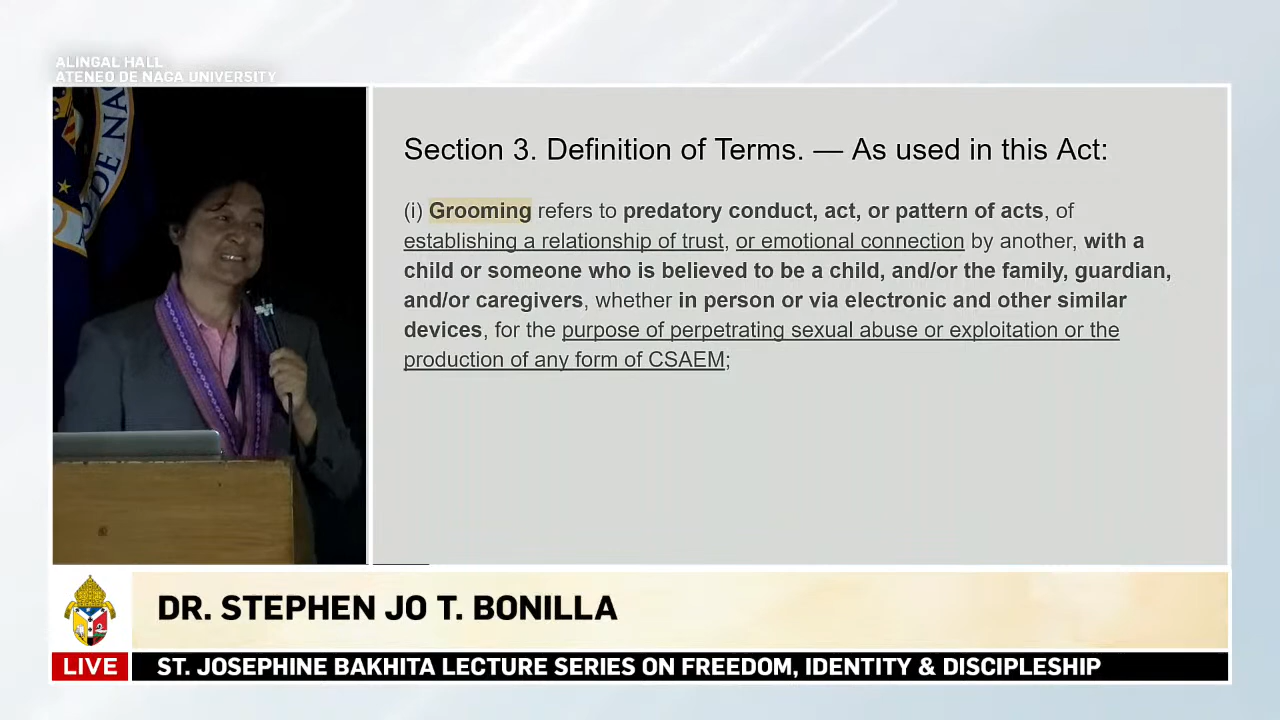 ALINGAL HALL
ATENEO DE NAGA UNIVERSITY
DE NAG
Section 3. Definition of Terms. — As used in this Act:
(i) Grooming refers to predatory conduct, act, or pattern of acts, of
establishing a relationship of trust, or emotional connection by another, with a
child or someone who is believed to be a child, and/or the family, guardian,
and/or caregivers, whether in person or via electronic and other similar
devices, for the purpose of perpetrating sexual abuse or exploitation or the
production of any form of CSAEM;
DR. STEPHEN JO T. BONILLA
LIVE
ST. JOSEPHINE BAKHITA LECTURE SERIES ON FREEDOM, IDENTITY & DISCIPLESHIP